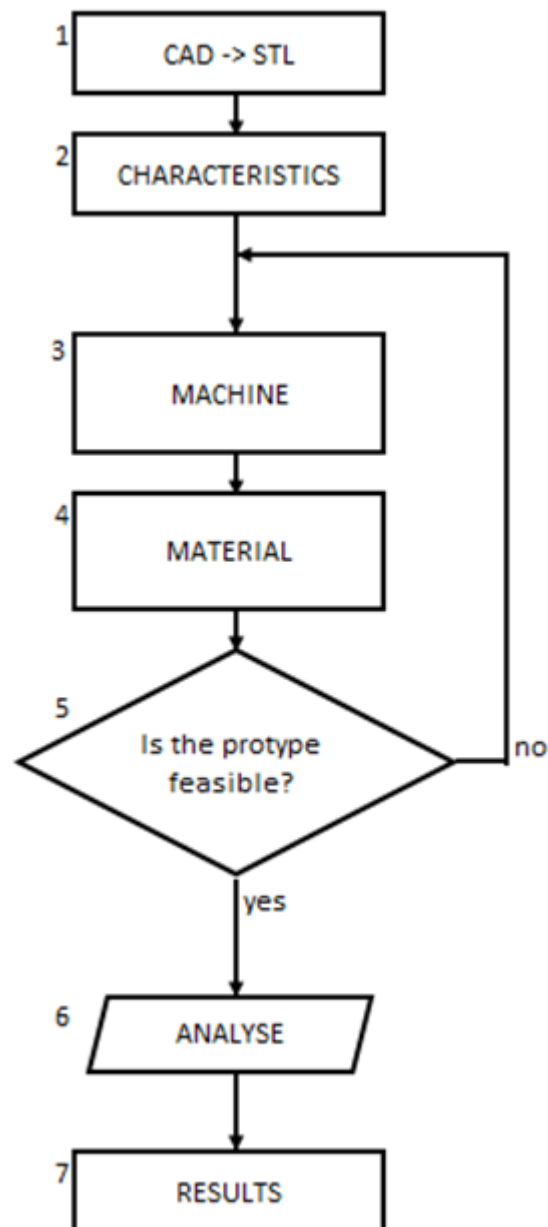 1
CAD -> STL
2
CHARACTERISTICS
3
MACHINE
4
MATERIAL
5
Is the protype
feasible?
no
yes
6
ANALYSE
7
RESULTS